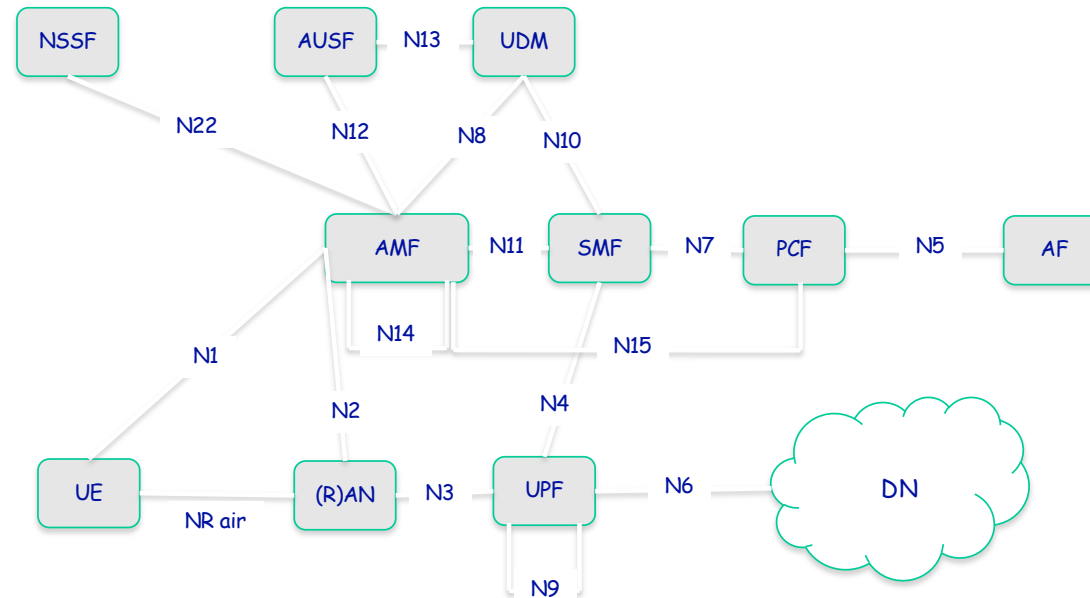 NSSF
AUSF
N13
UDM
N22
N12
N8
N10
AMF
N11
SMF
N7
PCF
N5
AF
N14
N15
N1
N2
N4
UE
NR air
(R)AN
N3
UPF
N6
DN
N9